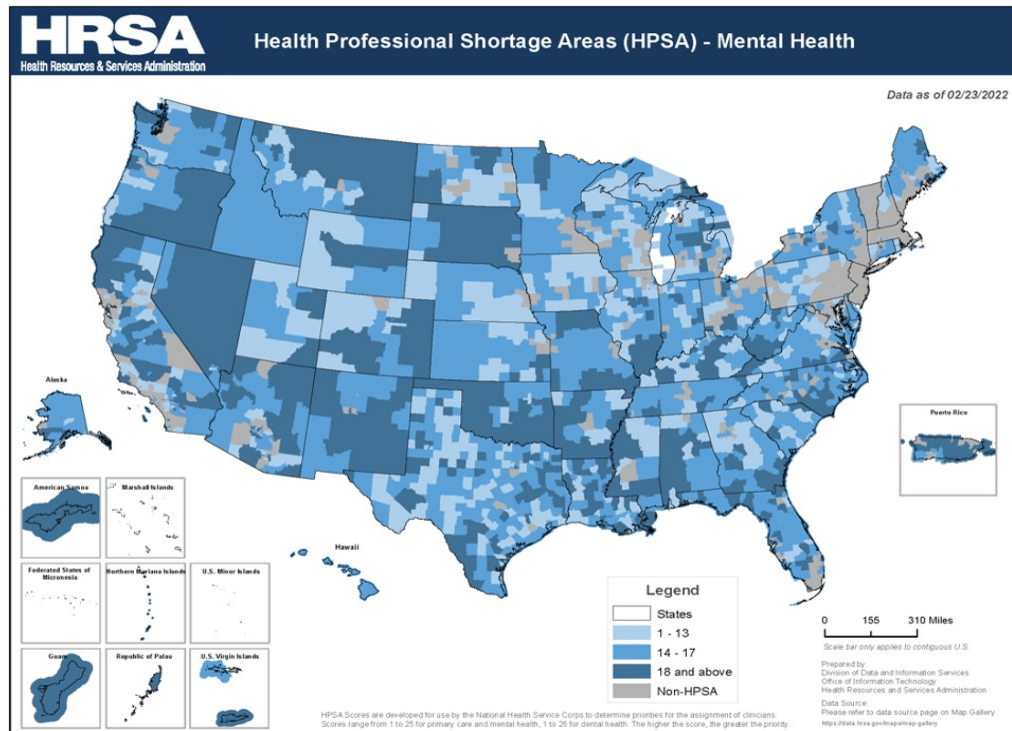 HRSA
Health Resources & Services Administration
Health Professional Shortage Areas (HPSA) - Mental Health
Data as of 02/23/2022
Alaska
Puerto Rico
American Samoa
Marshall Islands
Hawaii
Federated States of
Micronesia
Northern Mariana Islands
U.S. Minor Islands
Guam
Republic of Palau
U.S. Virgin Islands
Legend
States
1 - 13
14 - 17
18 and above
Non-HPSA
0 155 310 Miles
Scale bar only applies to contiguous U.S.
Prepared by:
Division of Data and Information Services
Office of Information Technology
Health Resources and Services Administration
Data Source:
Please refer to data source page on Map Gallery
https://data.hrsa.gov/maps/map-gallery
HPSA Scores are developed for use by the National Health Service Corps to determine priorities for the assignment of clinicians.
Scores range from 1 to 25 for primary care and mental health, 1 to 26 for dental health. The higher the score, the greater the priority.